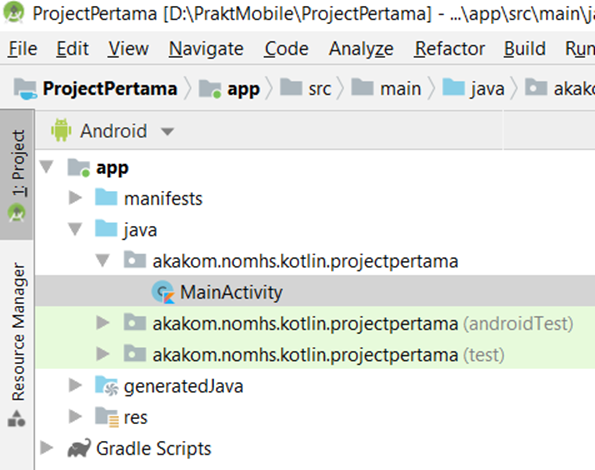 ProjectPertama [D:\PraktMobile\ProjectPertama] - ...\app\src\main\ja
File Edit View Navigate Code Analyze Refactor Build Run
ProjectPertama app src main java akako
1: Project
Resource Manager
Android
app
manifests
java
akakom.nomhs.kotlin.projectpertama
MainActivity
akakom.nomhs.kotlin.projectpertama (androidTest)
akakom.nomhs.kotlin.projectpertama (test)
generatedJava
res
Gradle Scripts